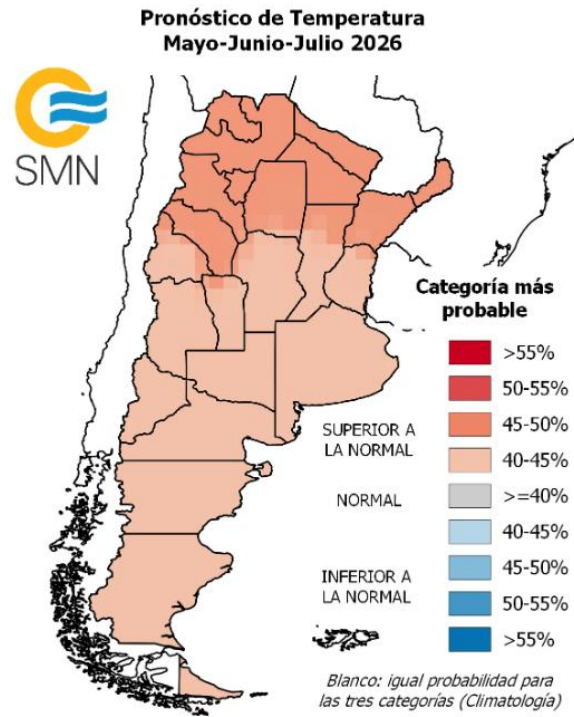 Pronóstico de Temperatura
Mayo-Junio-Julio 2026
SMN
Categoría más
probable
>55%
50-55%
45-50%
SUPERIOR A
LA NORMAL
40-45%
NORMAL
>=40%
40-45%
45-50%
INFERIOR A
LA NORMAL
50-55%
>55%
Blanco: igual probabilidad para
las tres categorías (Climatología)